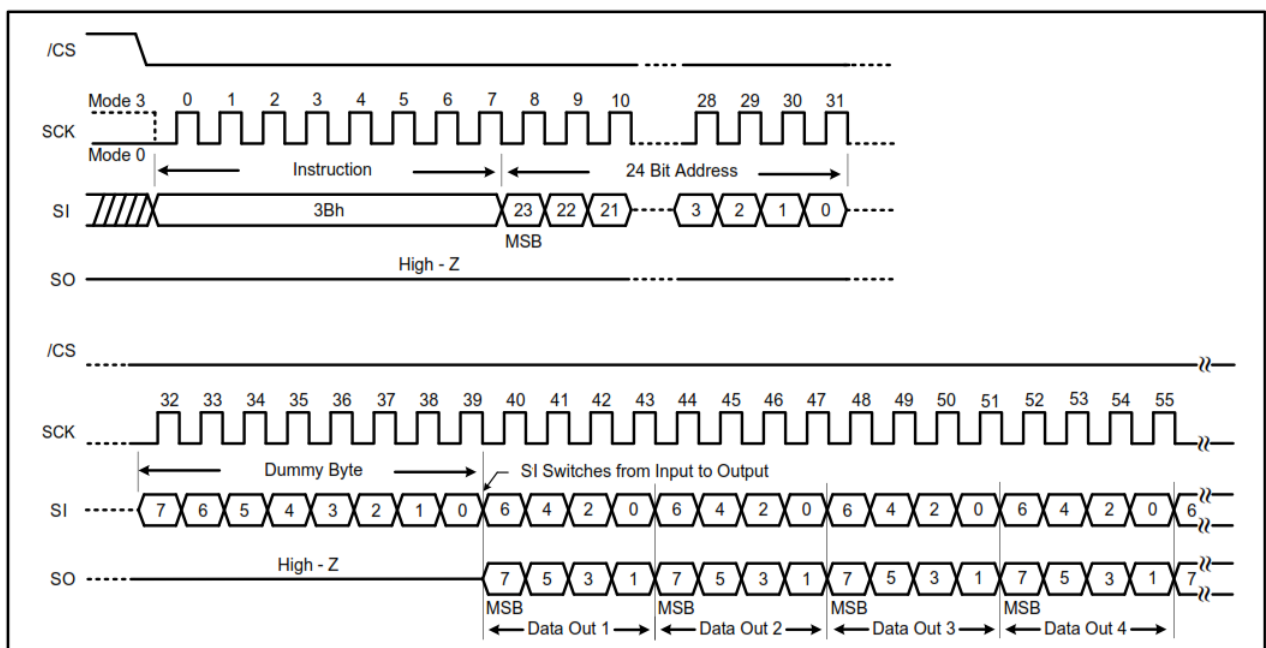 /CS
Mode 3 0 1 2 3 4 5 6 7 8 9 10 28 29 30 31
SCK
Mode 0
Instruction 24 Bit Address
SI 3Bh 23 22 21 3 2 1 0
MSB
High - Z
SO
/CS
32 33 34 35 36 37 38 39 40 41 42 43 44 45 46 47 48 49 50 51 52 53 54 55
SCK
Dummy Byte SI Switches from Input to Output
SI 7 6 5 4 3 2 1 0 6 4 2 0 6 4 2 0 6 4 2 0 6 4 2 0 6
High - Z
SO 7 5 3 1 7 5 3 1 7 5 3 1 7 5 3 1 7
MSB MSB MSB MSB
Data Out 1 Data Out 2 Data Out 3 Data Out 4